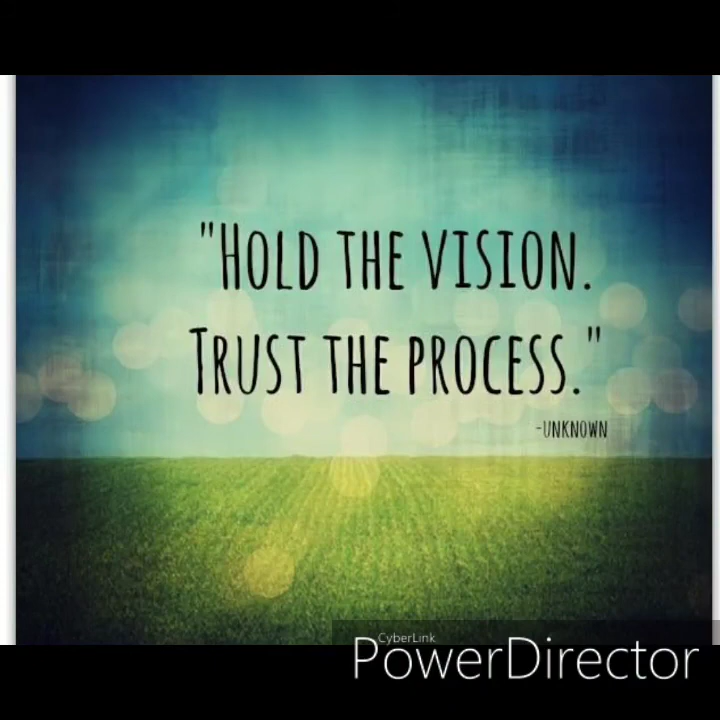 "HOLD THE VISION.
TRUST THE PROCESS."
-UNKNOWN
CyberLink
PowerDirector